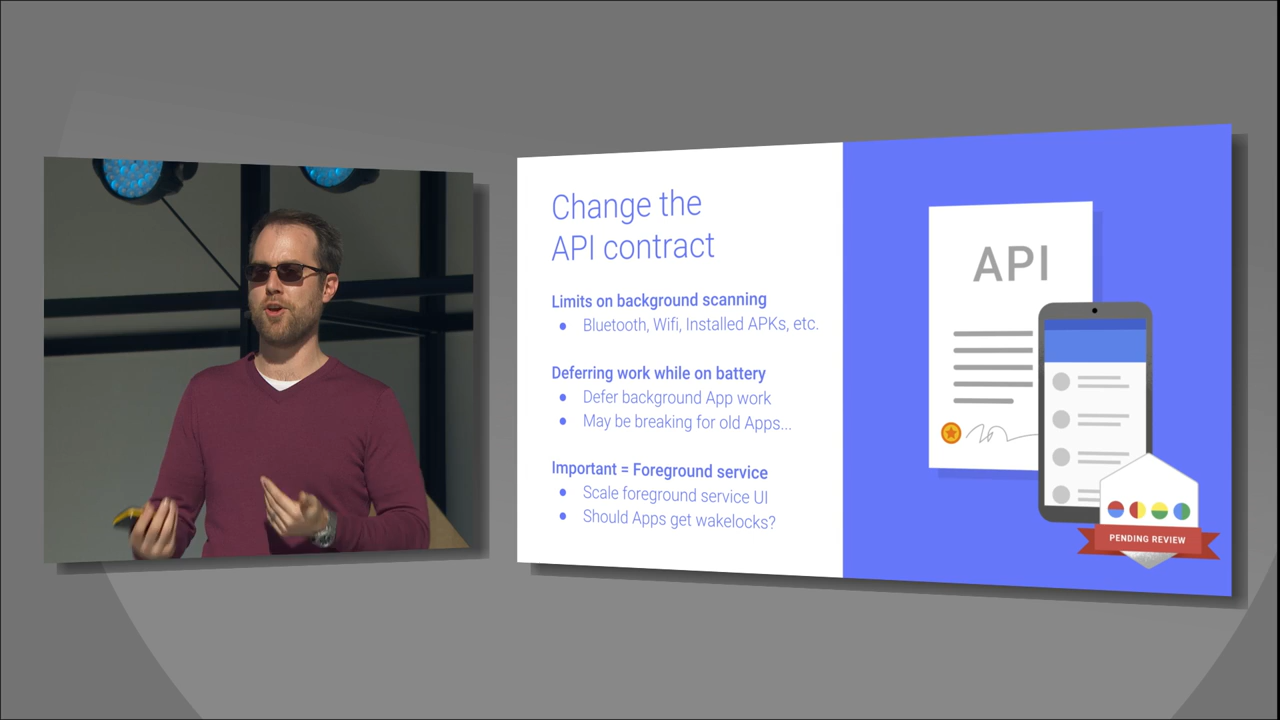 Change the
API contract
Limits on background scanning
● Bluetooth, Wifi, Installed APKs, etc.
Deferring work while on battery
● Defer background App work
● May be breaking for old Apps...
Important = Foreground service
● Scale foreground service UI
● Should Apps get wakelocks?
API
PENDING REVIEW